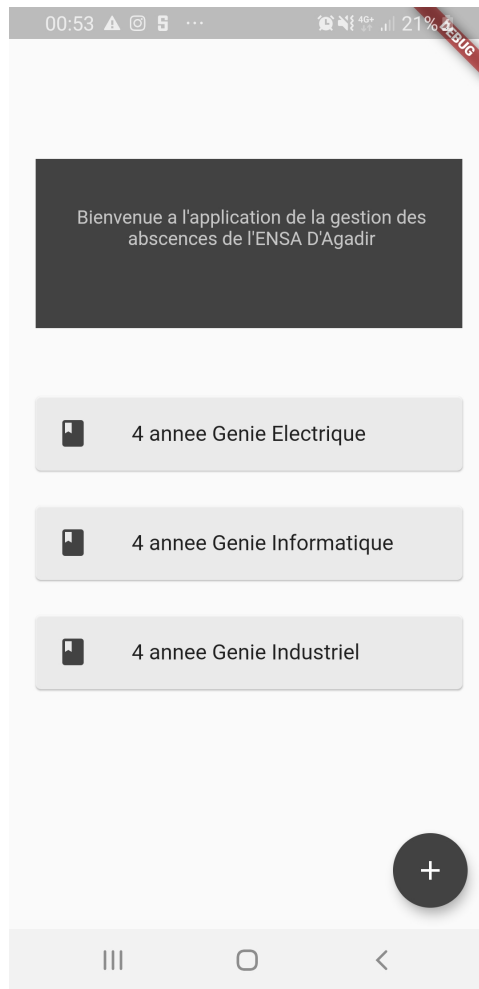 00:53 S ... 4G+ 21%
DEBUG
Bienvenue a l'application de la gestion des
abscences de l'ENSA D'Agadir
4 annee Genie Electrique
4 annee Genie Informatique
4 annee Genie Industriel
+